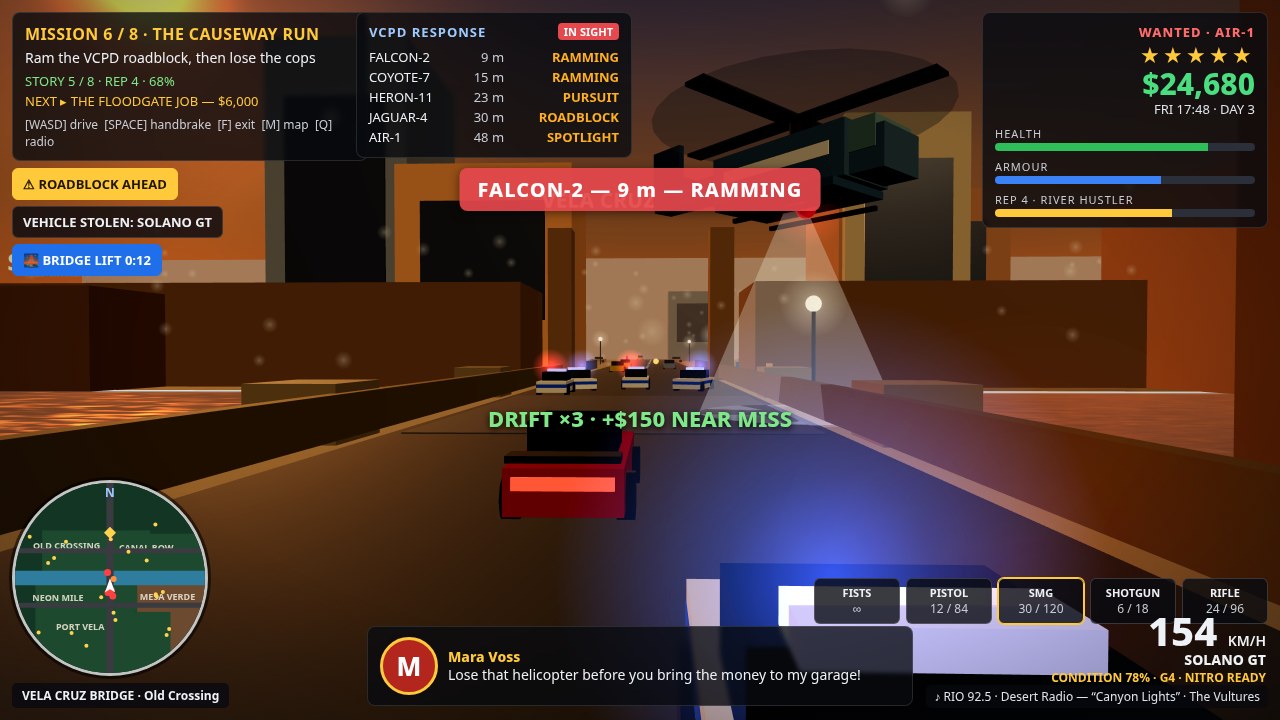 MISSION 6 / 8 · THE CAUSEWAY RUN
Ram the VCPD roadblock, then lose the cops
STORY 5 / 8 · REP 4 · 68%
NEXT ▸ THE FLOODGATE JOB — $6,000
[WASD] drive [SPACE] handbrake [F] exit [M] map [Q]
radio
VCPD RESPONSE IN SIGHT
FALCON-2 9 m RAMMING
COYOTE-7 15 m RAMMING
HERON-11 23 m PURSUIT
JAGUAR-4 30 m ROADBLOCK
AIR-1 48 m SPOTLIGHT
WANTED · AIR-1
★★★★★
$24,680
FRI 17:48 · DAY 3
HEALTH
ARMOUR
REP 4 · RIVER HUSTLER
⚠ ROADBLOCK AHEAD
VEHICLE STOLEN: SOLANO GT
🌉 BRIDGE LIFT 0:12
FALCON-2 — 9 m — RAMMING
VELA CRUZ
DRIFT ×3 · +$150 NEAR MISS
N
OLD CROSSING
CANAL ROW
NEON MILE
MESA VERDE
PORT VELA
VELA CRUZ BRIDGE · Old Crossing
M
Mara Voss
Lose that helicopter before you bring the money to my garage!
FISTS PISTOL SMG SHOTGUN RIFLE
∞ 12 / 84 30 / 120 6 / 18 24 / 96
154 KM/H
SOLANO GT
CONDITION 78% · G4 · NITRO READY
♪ RIO 92.5 · Desert Radio — “Canyon Lights” · The Vultures